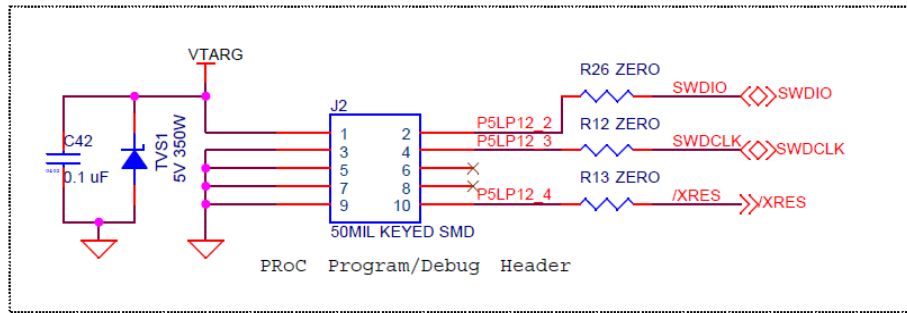 VTARG
R26 ZERO
J2
SWDIO
SWDIO
C42
0.1 uF
TVS1
5V 350W
1
2
P5LP12_2
R12 ZERO
3
4
P5LP12_3
SWDCLK
SWDCLK
5
6
7
8
R13 ZERO
9
10
P5LP12_4
/XRES
/XRES
50MIL KEYED SMD
PRoC Program/Debug Header